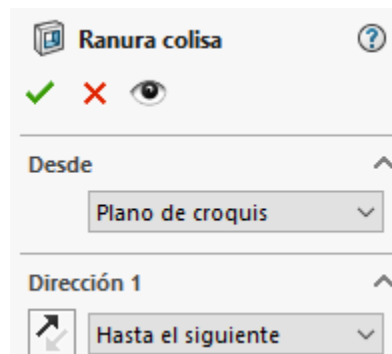 Ranura colisa
Desde
Plano de croquis
Dirección 1
Hasta el siguiente